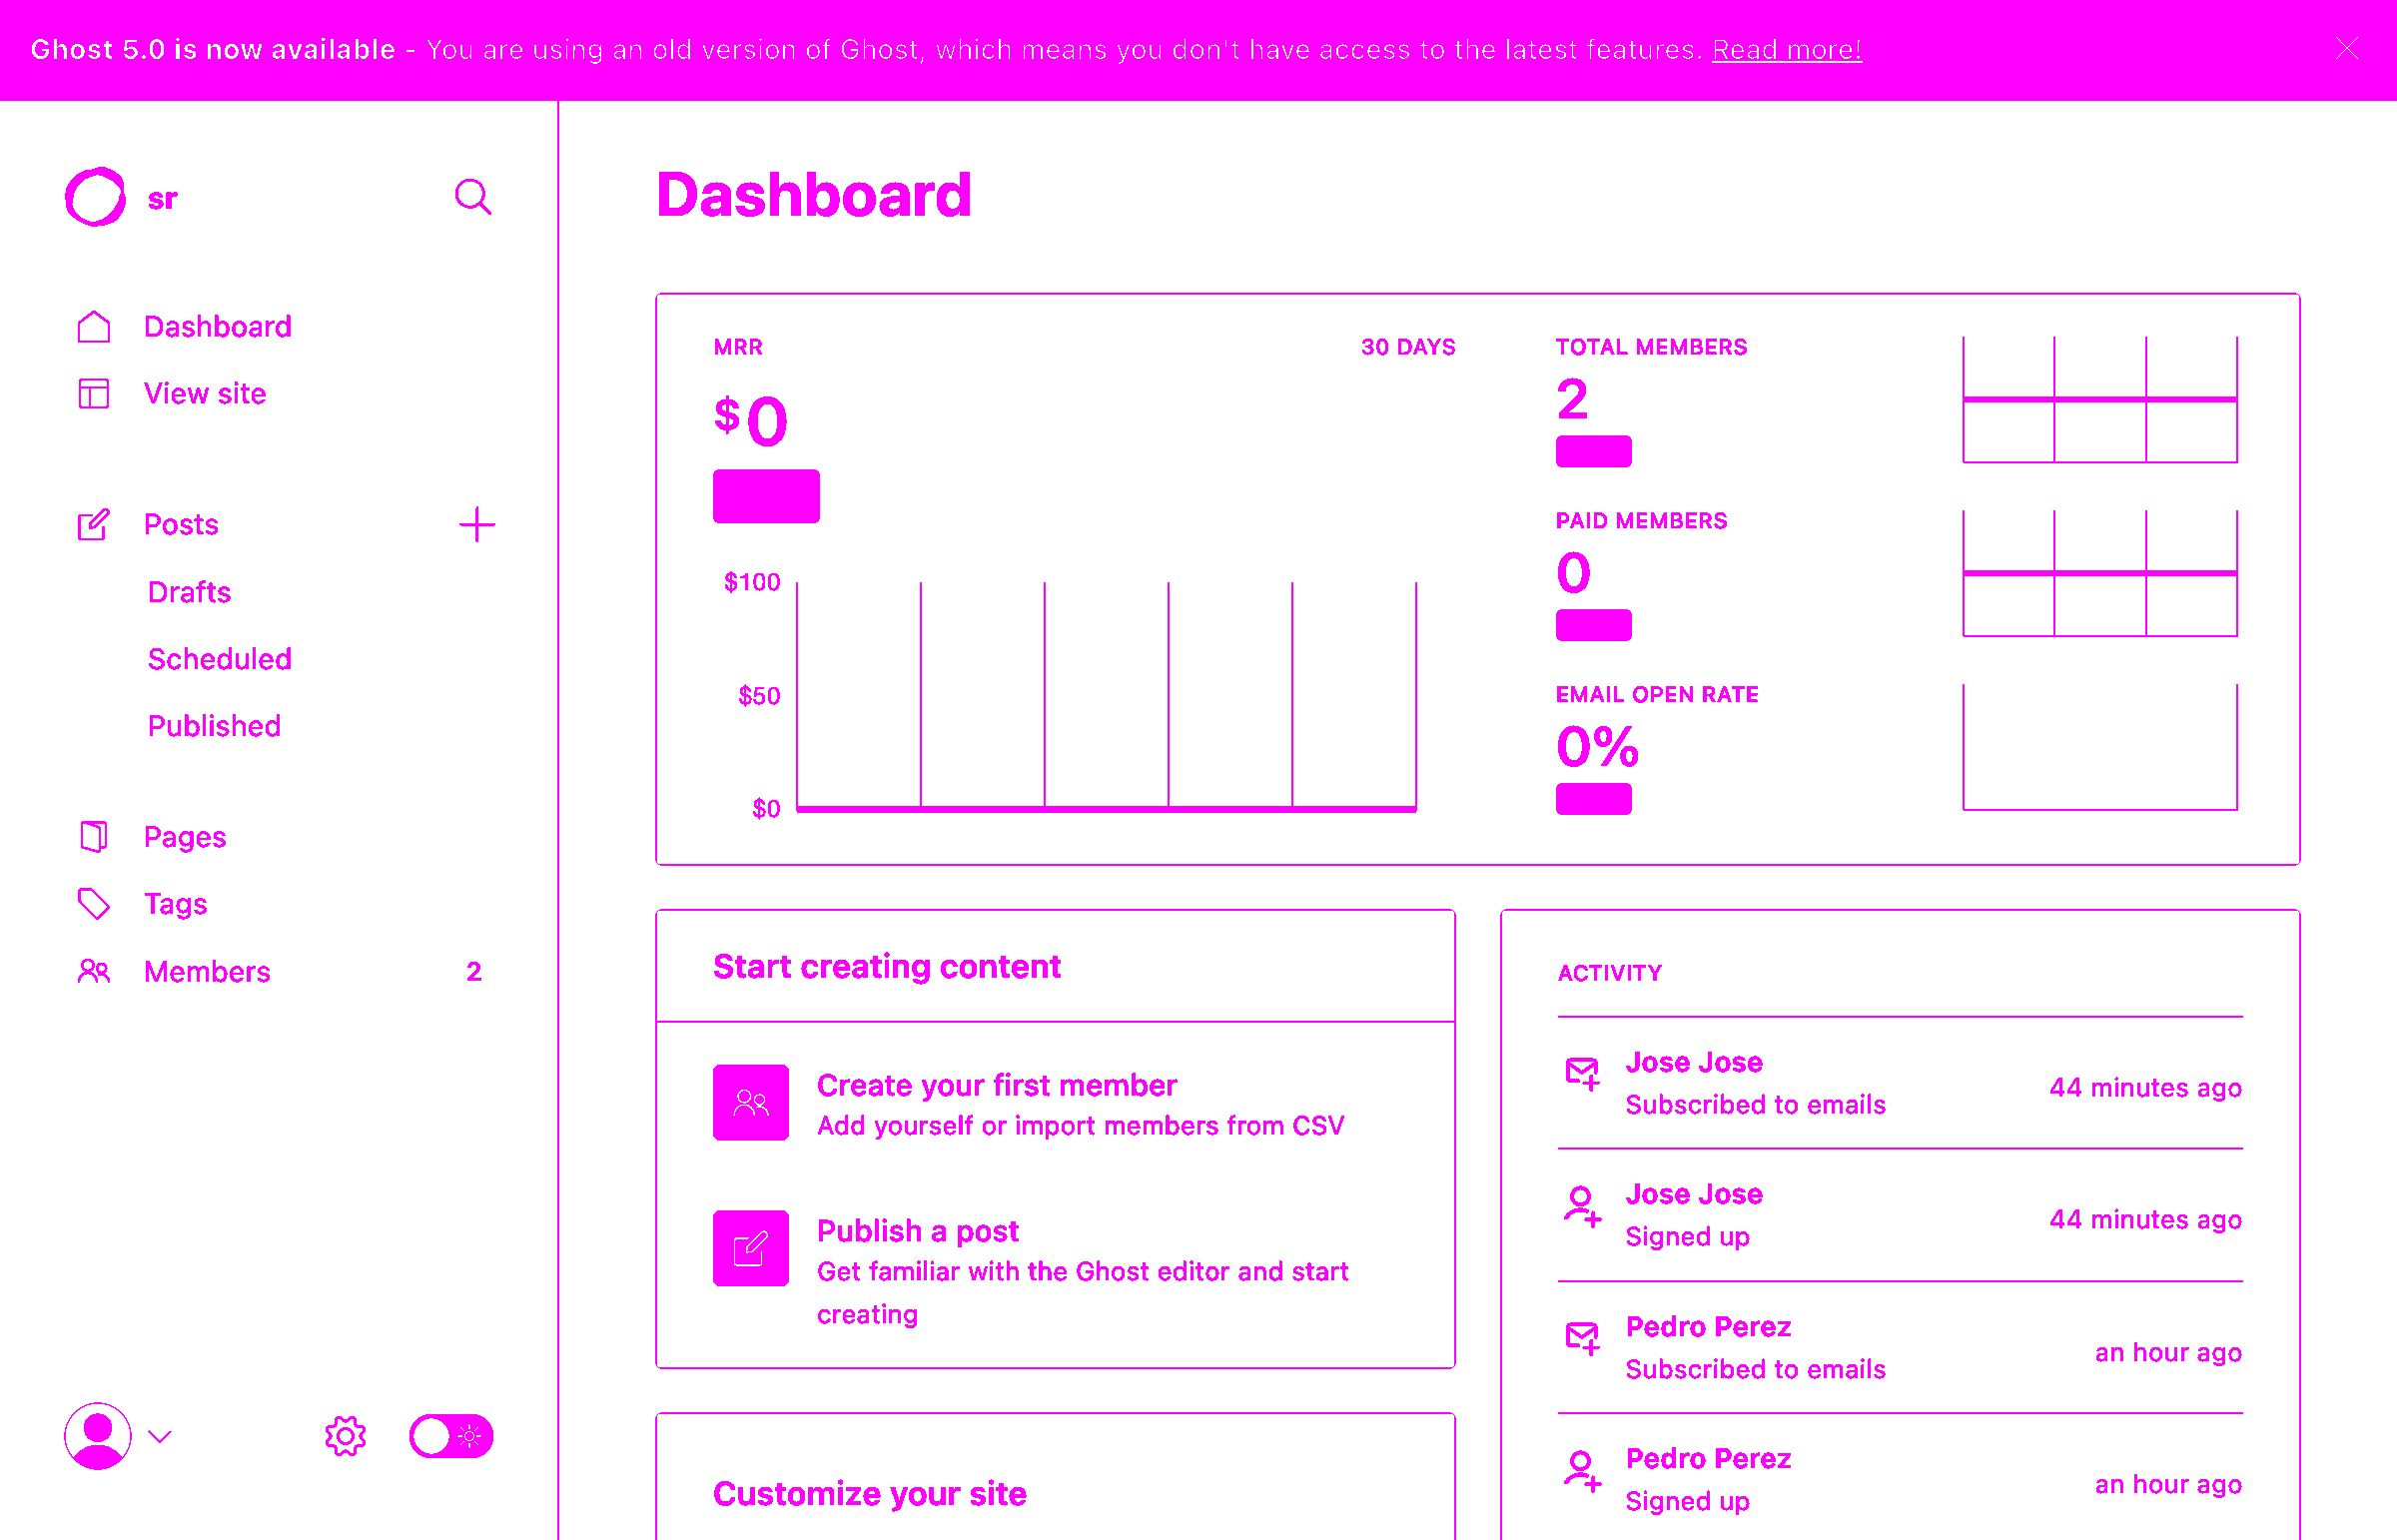 Ghost 5.0 is now available - You are using an old version of Ghost, which means you don't have access to the latest features. Read more!
sr
Dashboard
View site
Posts
Drafts
Scheduled
Published
Pages
Tags
Members 2
Dashboard
MRR 30 DAYS
$0
$100
$50
$0
TOTAL MEMBERS
2
PAID MEMBERS
0
EMAIL OPEN RATE
0%
Start creating content
Create your first member
Add yourself or import members from CSV
Publish a post
Get familiar with the Ghost editor and start
creating
Customize your site
ACTIVITY
Jose Jose
Subscribed to emails
44 minutes ago
Jose Jose
Signed up
44 minutes ago
Pedro Perez
Subscribed to emails
an hour ago
Pedro Perez
Signed up
an hour ago